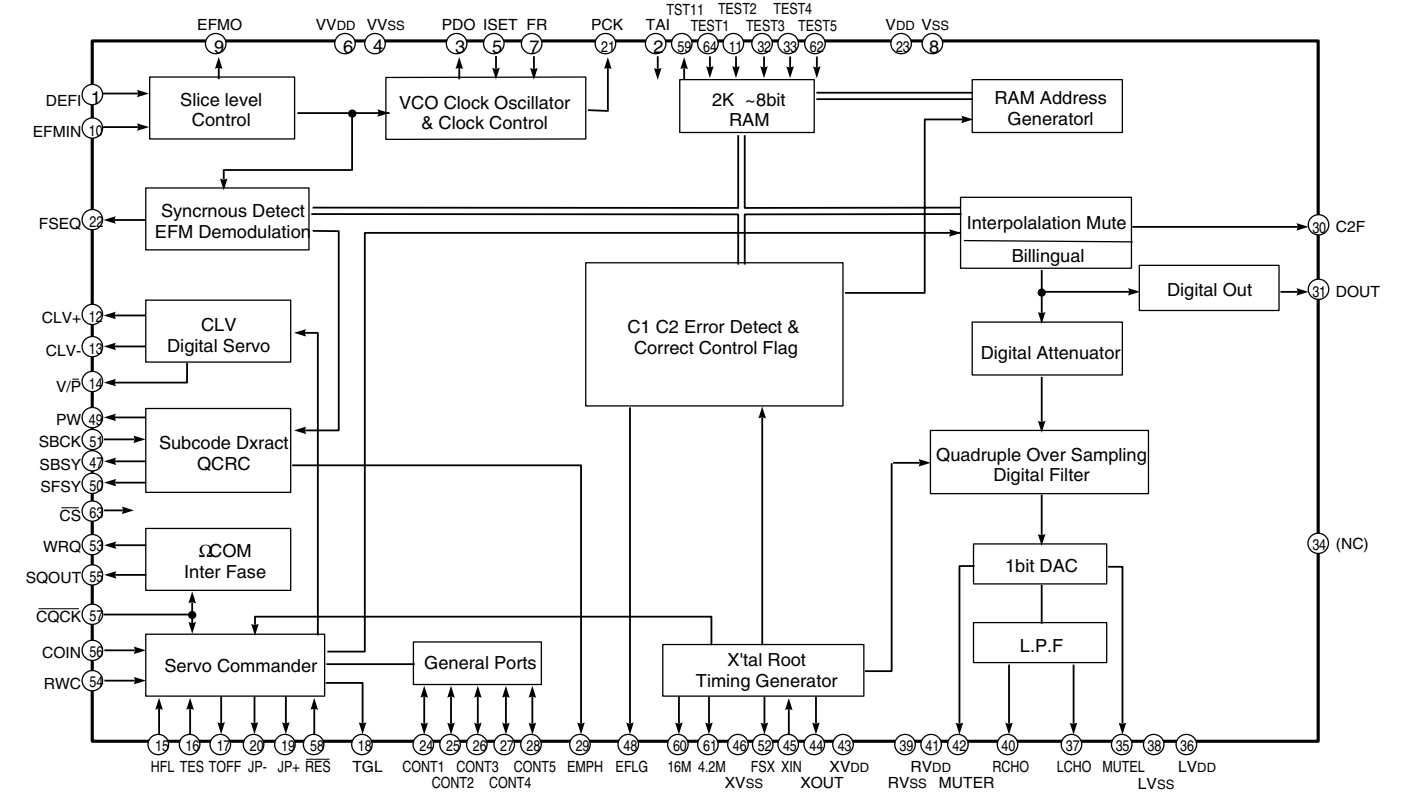 EFMO VVDD VVSS PDO ISET FR PCK TAI TST11 TEST1 TEST2 TEST3 TEST4 TEST5 VDD VSS
9 6 4 3 5 7 21 2 59 64 11 32 33 62 23 8
DEFI 1
EFMIN 10
Slice level
Control
VCO Clock Oscillator
& Clock Control
2K ~8bit
RAM
RAM Address
Generatorl
FSEQ 22
Syncrnous Detect
EFM Demodulation
Interpolalation Mute
Billingual
30 C2F
Digital Out
31 DOUT
CLV+ 12
CLV- 13
V/P̅ 14
CLV
Digital Servo
C1 C2 Error Detect &
Correct Control Flag
Digital Attenuator
PW 49
SBCK 51
SBSY 47
SFSY 50
C̅S̅ 63
Subcode Dxract
QCRC
Quadruple Over Sampling
Digital Filter
WRQ 53
SQOUT 55
ΩCOM
Inter Fase
34 (NC)
1bit DAC
C̅Q̅C̅K̅ 57
COIN 56
RWC 54
Servo Commander
General Ports
X'tal Root
Timing Generator
L.P.F
15 16 17 20 19 58 18 24 25 26 27 28 29 48 60 61 46 52 45 44 43 39 41 42 40 37 35 38 36
HFL TES TOFF JP- JP+ R̅E̅S̅ TGL CONT1 CONT3 CONT5 EMPH EFLG 16M 4.2M FSX XIN XVDD RVDD RCHO LCHO MUTEL LVDD
CONT2 CONT4 XVSS XOUT RVSS MUTER LVSS